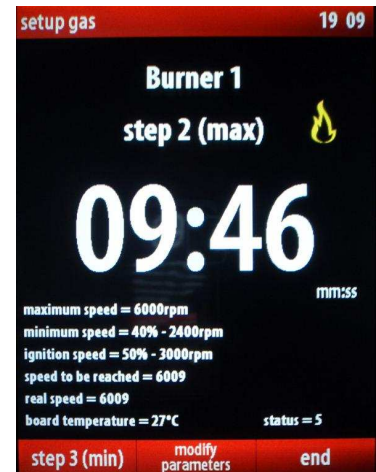 setup gas 19 09
Burner 1
step 2 (max)
09:46
mm:ss
maximum speed = 6000rpm
minimum speed = 40% - 2400rpm
ignition speed = 50% - 3000rpm
speed to be reached = 6009
real speed = 6009
board temperature = 27°C status = 5
step 3 (min) modify parameters end